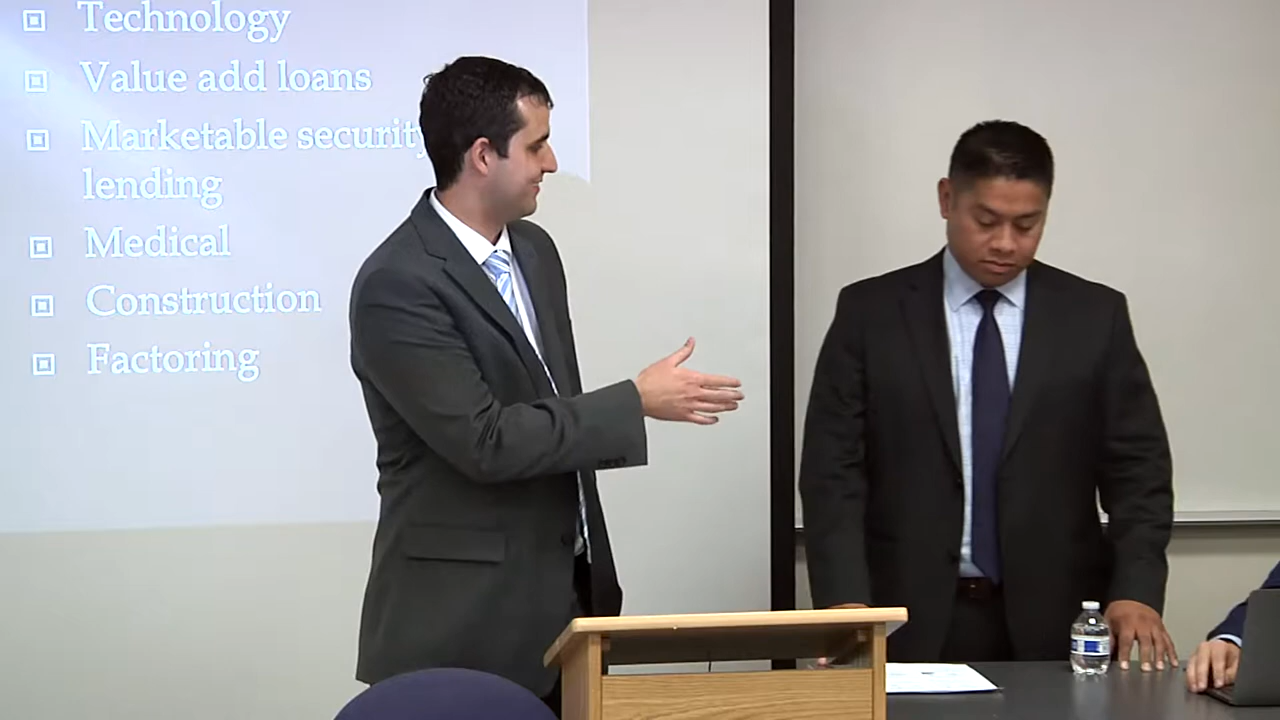 Technology
Value add loans
Marketable security
lending
Medical
Construction
Factoring